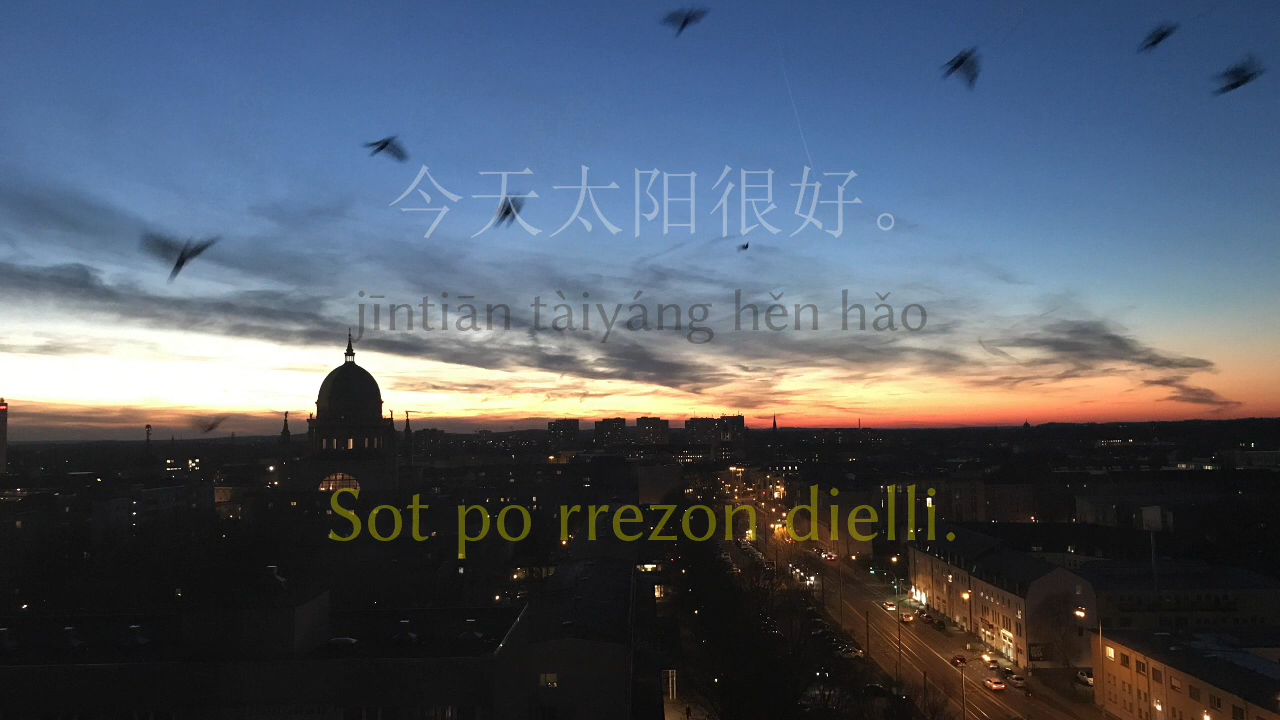 今天太阳很好。
jīntiān tàiyáng hěn hǎo
Sot po rrezon dielli.